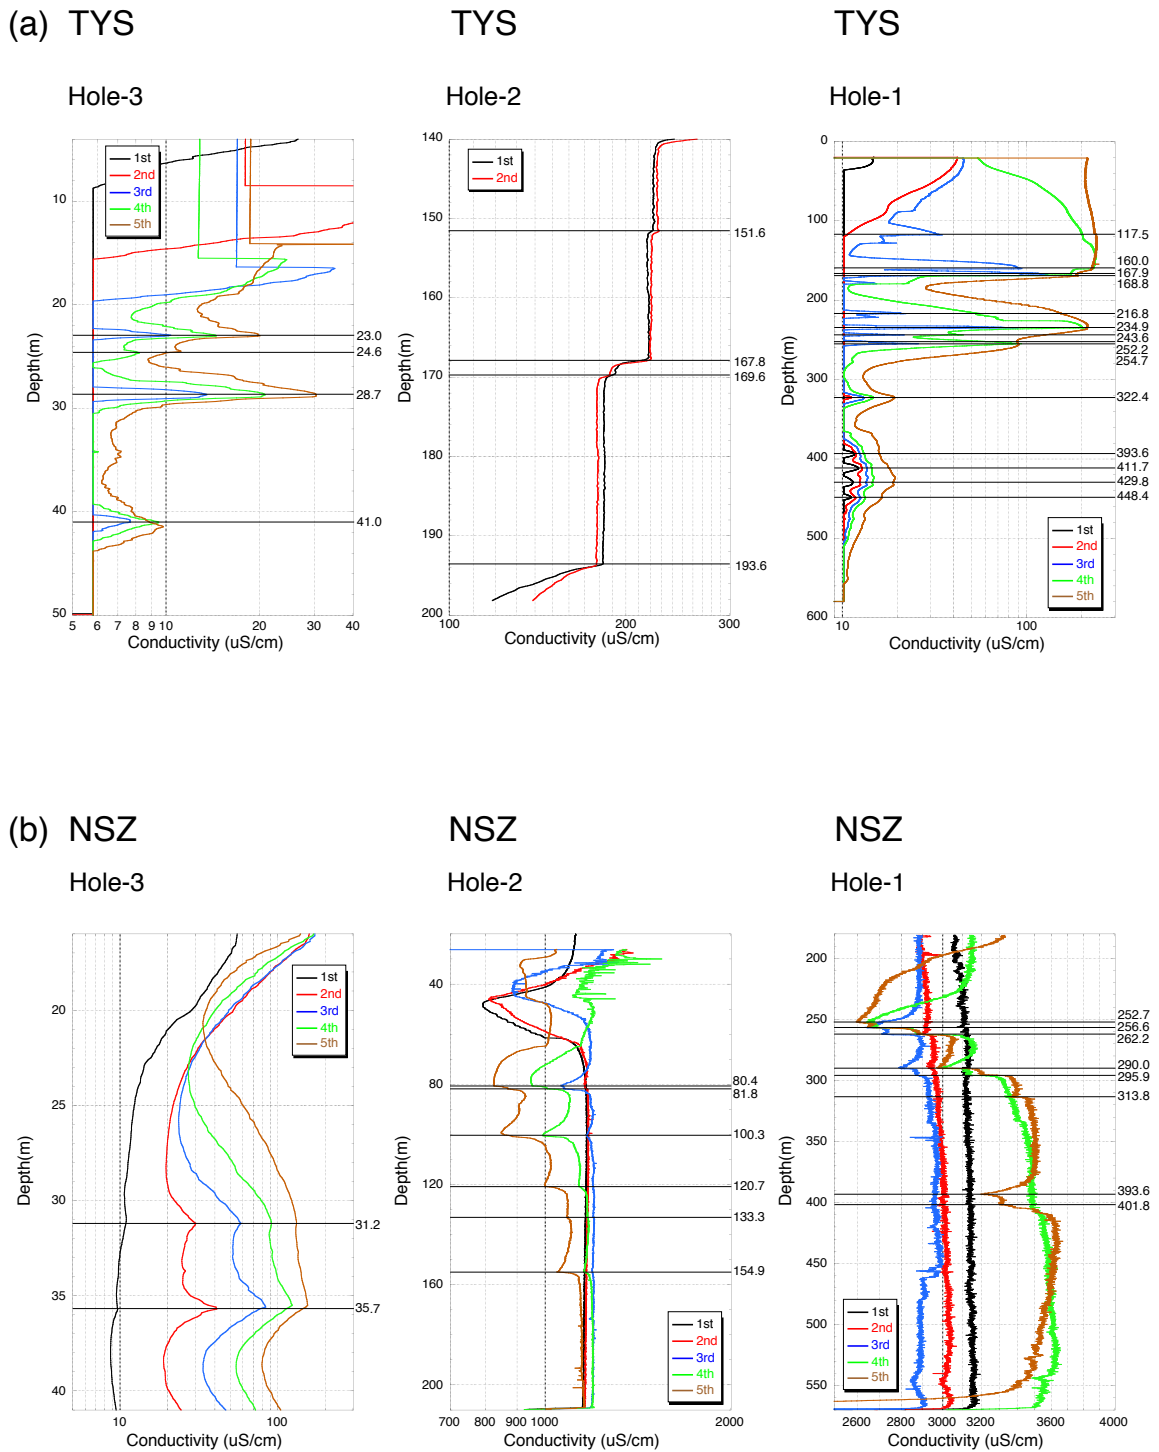 (a) TYS TYS TYS
Hole-3 Hole-2 Hole-1
1st
2nd
3rd
4th
5th
10
20
30
40
50
Depth(m)
23.0
24.6
28.7
41.0
5 6 7 8 9 10 20 30 40
Conductivity (uS/cm)
1st
2nd
140
150
160
170
180
190
200
Depth(m)
151.6
167.8
169.6
193.6
100 200 300
Conductivity (uS/cm)
0
100
200
300
400
500
600
Depth(m)
117.5
160.0
167.9
168.8
216.8
234.9
243.6
252.2
254.7
322.4
393.6
411.7
429.8
448.4
1st
2nd
3rd
4th
5th
10 100
Conductivity (uS/cm)
(b) NSZ NSZ NSZ
Hole-3 Hole-2 Hole-1
1st
2nd
3rd
4th
5th
20
25
30
35
40
Depth(m)
31.2
35.7
10 100
Conductivity (uS/cm)
40
80
120
160
200
Depth(m)
80.4
81.8
100.3
120.7
133.3
154.9
1st
2nd
3rd
4th
5th
700 800 900 1000 2000
Conductivity (uS/cm)
200
250
300
350
400
450
500
550
Depth(m)
252.7
256.6
262.2
290.0
295.9
313.8
393.6
401.8
1st
2nd
3rd
4th
5th
2600 2800 3000 3200 3600 4000
Conductivity (uS/cm)